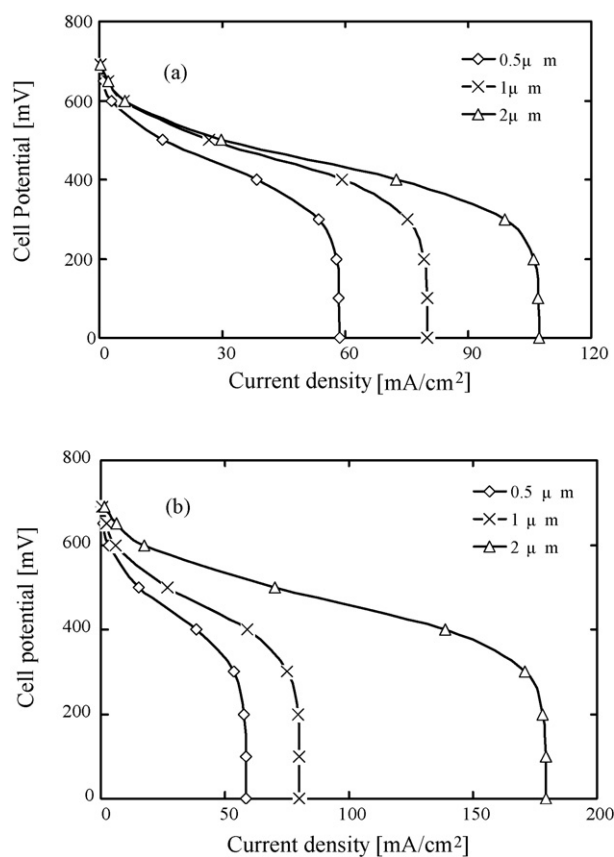 800
(a)
0.5μ m
1μ m
2μ m
600
400
200
0
Cell Potential [mV]
0 30 60 90 120
Current density [mA/cm²]
800
(b)
0.5 μ m
1 μ m
2 μ m
600
400
200
0
Cell potential [mV]
0 50 100 150 200
Current density [mA/cm²]